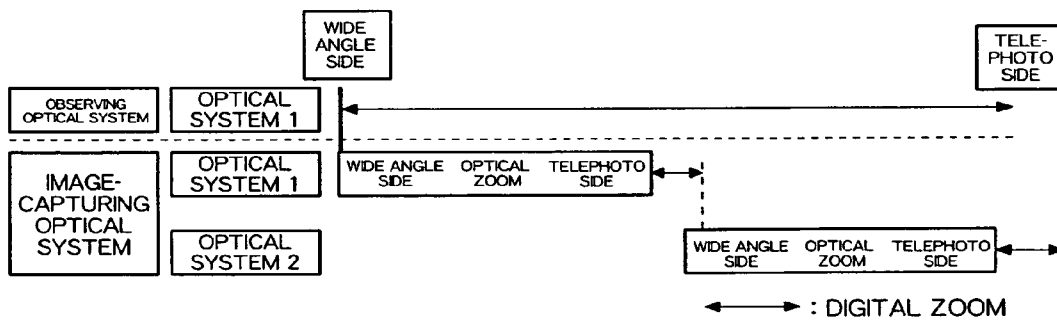 WIDE
ANGLE
SIDE
TELE-
PHOTO
SIDE
OBSERVING
OPTICAL SYSTEM
OPTICAL
SYSTEM 1
IMAGE-
CAPTURING
OPTICAL
SYSTEM
OPTICAL
SYSTEM 1
WIDE ANGLE
SIDE
OPTICAL
ZOOM
TELEPHOTO
SIDE
OPTICAL
SYSTEM 2
WIDE ANGLE
SIDE
OPTICAL
ZOOM
TELEPHOTO
SIDE
: DIGITAL ZOOM